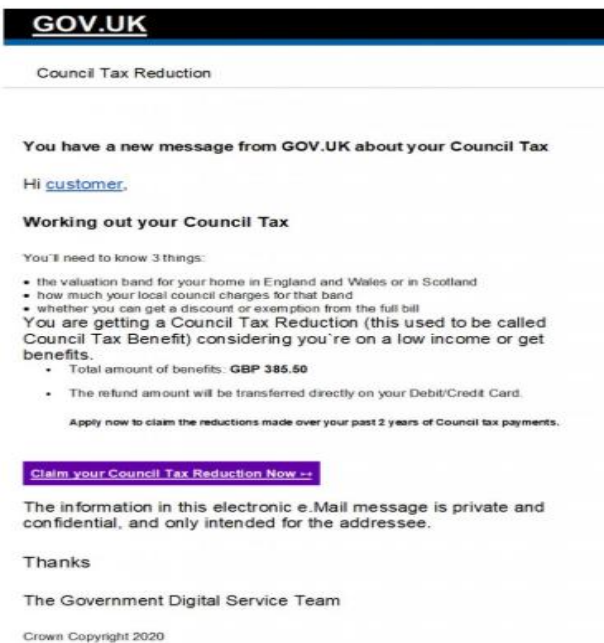 GOV.UK
Council Tax Reduction
You have a new message from GOV.UK about your Council Tax
Hi customer,
Working out your Council Tax
You`ll need to know 3 things:
• the valuation band for your home in England and Wales or in Scotland
• how much your local council charges for that band
• whether you can get a discount or exemption from the full bill
You are getting a Council Tax Reduction (this used to be called
Council Tax Benefit) considering you`re on a low income or get
benefits.
• Total amount of benefits: GBP 385.50
• The refund amount will be transferred directly on your Debit/Credit Card.
Apply now to claim the reductions made over your past 2 years of Council tax payments.
Claim your Council Tax Reduction Now ↔
The information in this electronic e.Mail message is private and
confidential, and only intended for the addressee.
Thanks
The Government Digital Service Team
Crown Copyright 2020